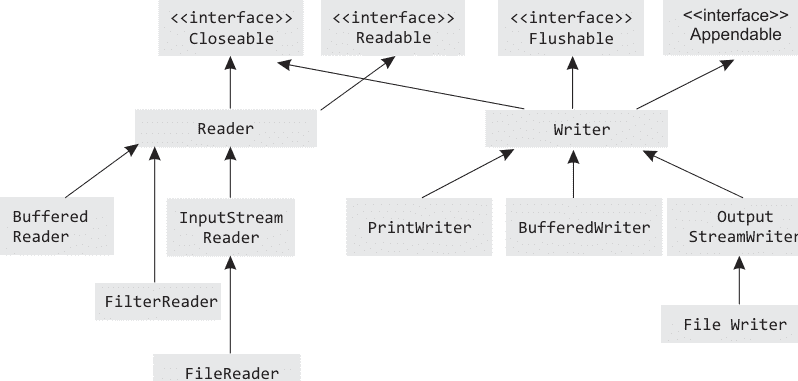 <<interface>>
Closeable
<<interface>>
Readable
<<interface>>
Flushable
<<interface>>
Appendable
Reader
Writer
Buffered
Reader
InputStream
Reader
PrintWriter
BufferedWriter
Output
StreamWriter
FilterReader
File Writer
FileReader